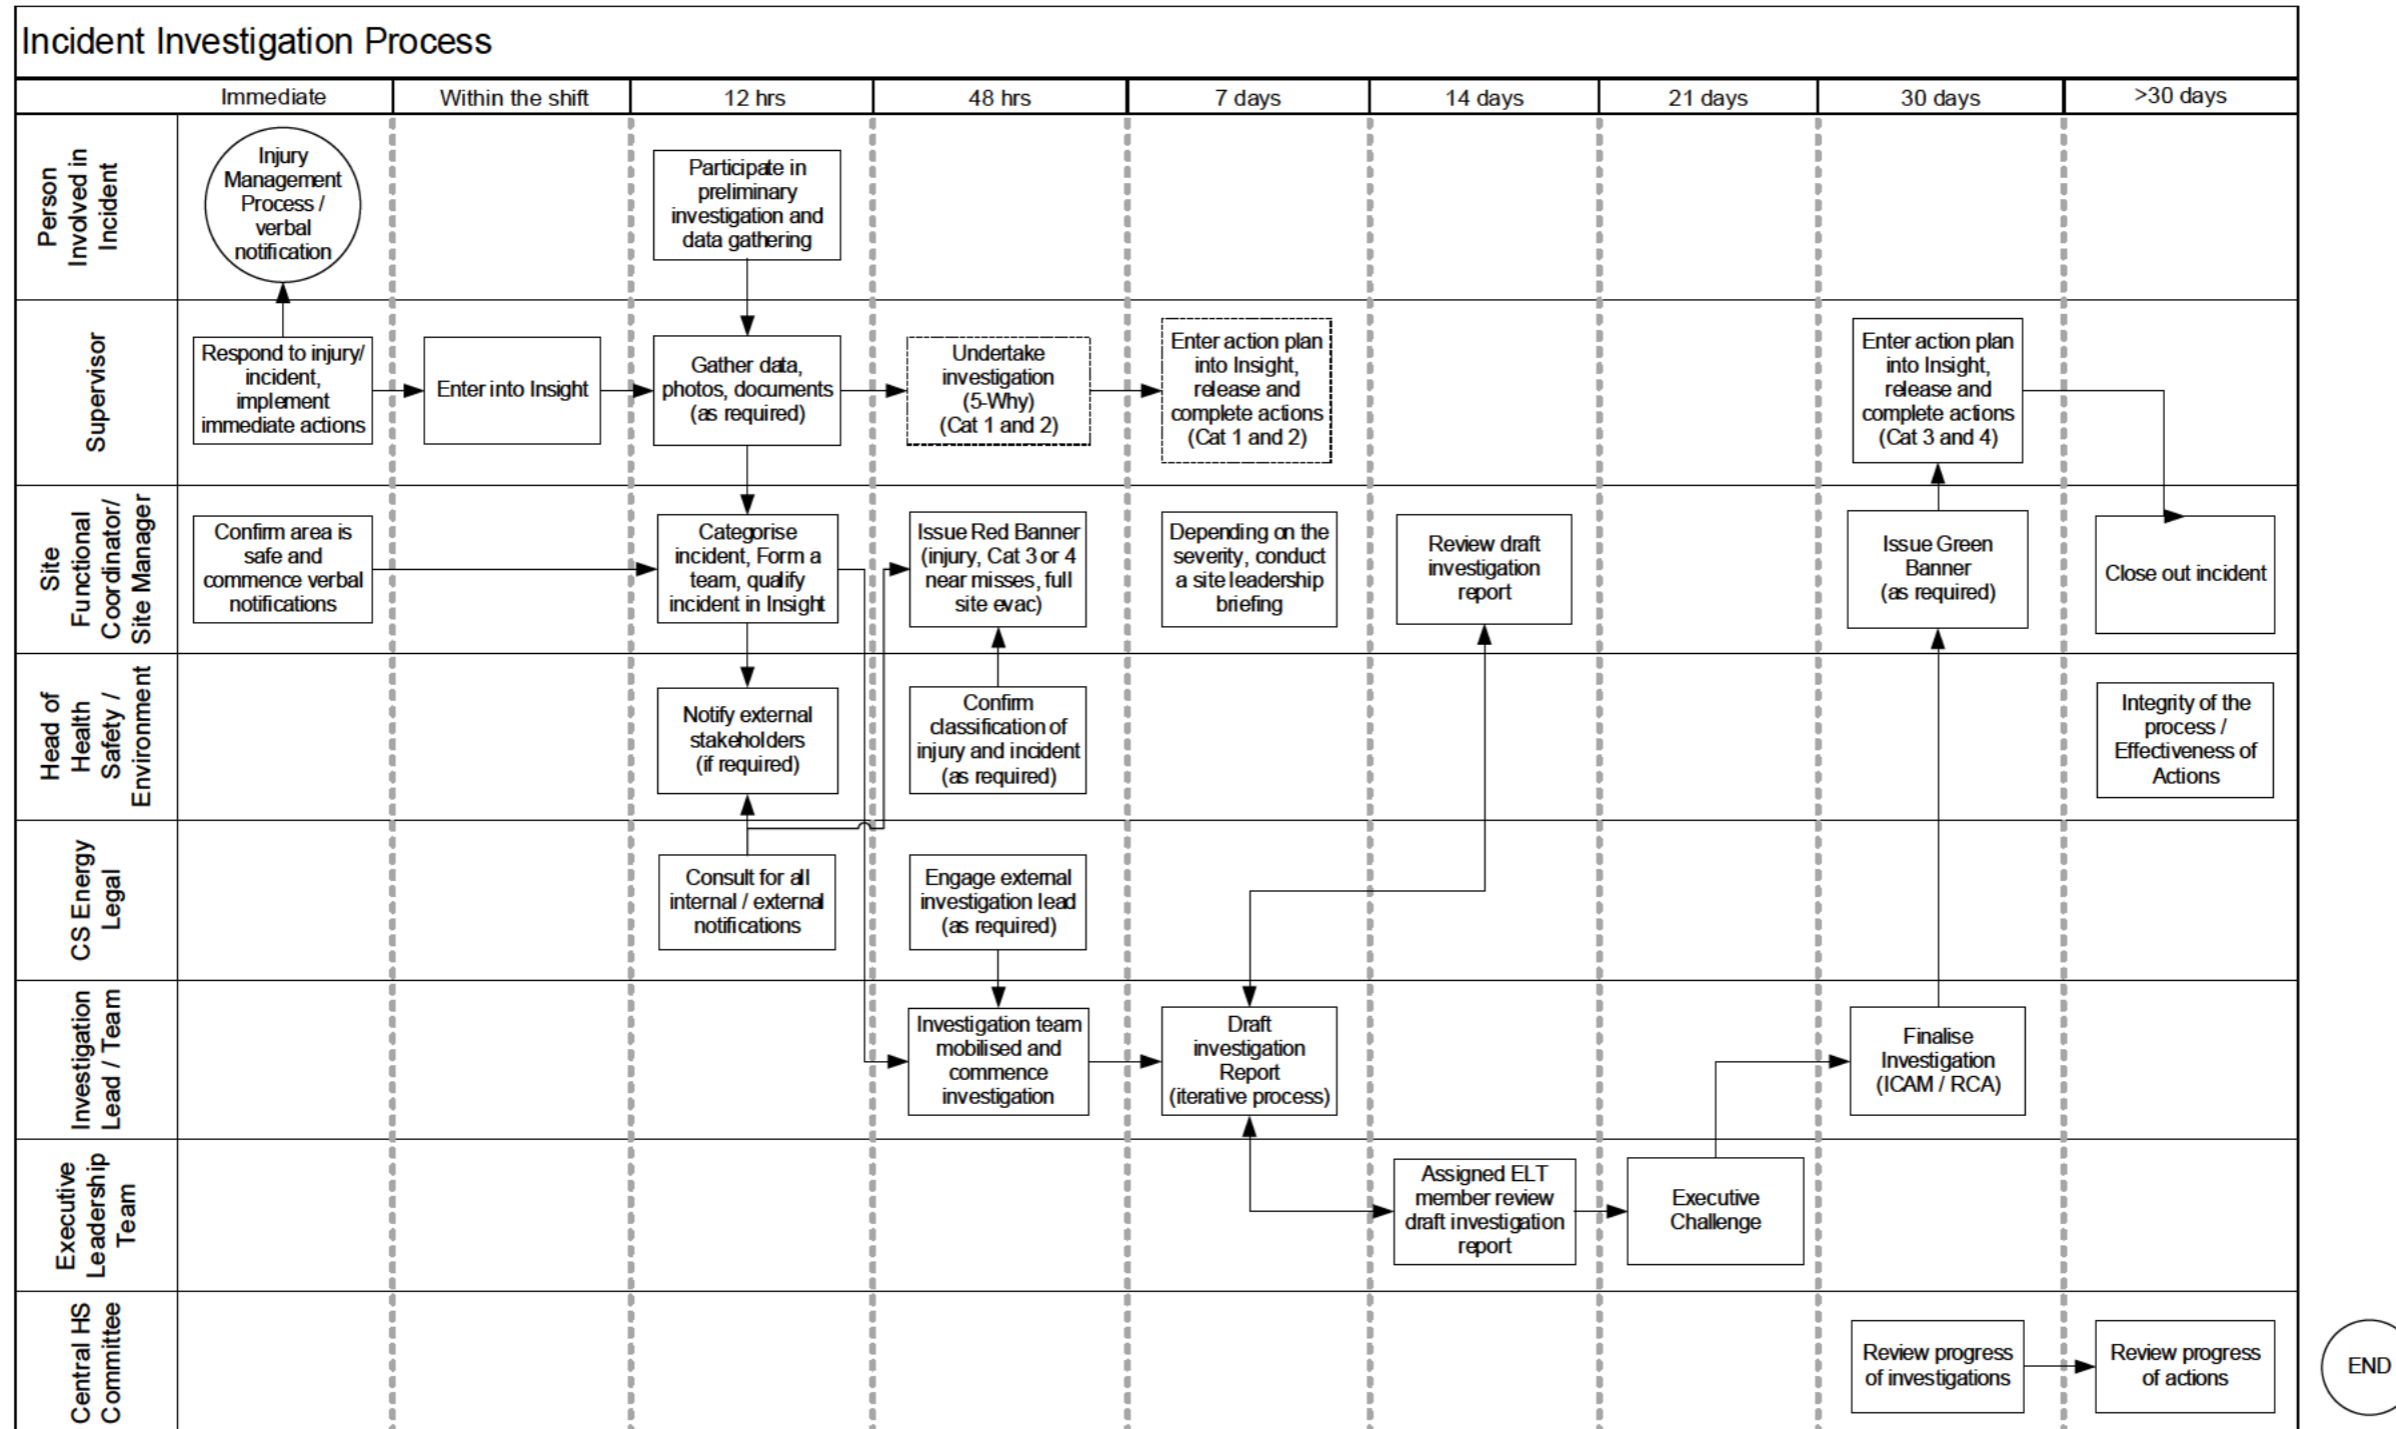 Incident Investigation Process
Immediate
Within the shift
12 hrs
48 hrs
7 days
14 days
21 days
30 days
>30 days
Person
Involved in
Incident
Injury
Management
Process /
verbal
notification
Participate in
preliminary
investigation and
data gathering
Supervisor
Respond to injury/
incident,
implement
immediate actions
Enter into Insight
Gather data,
photos, documents
(as required)
Undertake
investigation
(5-Why)
(Cat 1 and 2)
Enter action plan
into Insight,
release and
complete actions
(Cat 1 and 2)
Enter action plan
into Insight,
release and
complete actions
(Cat 3 and 4)
Site
Functional
Coordinator/
Site Manager
Confirm area is
safe and
commence verbal
notifications
Categorise
incident, Form a
team, qualify
incident in Insight
Issue Red Banner
(injury, Cat 3 or 4
near misses, full
site evac)
Depending on the
severity, conduct
a site leadership
briefing
Review draft
investigation
report
Issue Green
Banner
(as required)
Close out incident
Head of
Health
Safety /
Environment
Notify external
stakeholders
(if required)
Confirm
classification of
injury and incident
(as required)
Integrity of the
process /
Effectiveness of
Actions
CS Energy
Legal
Consult for all
internal / external
notifications
Engage external
investigation lead
(as required)
Investigation
Lead / Team
Investigation team
mobilised and
commence
investigation
Draft
investigation
Report
(iterative process)
Finalise
Investigation
(ICAM / RCA)
Executive
Leadership
Team
Assigned ELT
member review
draft investigation
report
Executive
Challenge
Central HS
Committee
Review progress
of investigations
Review progress
of actions
END